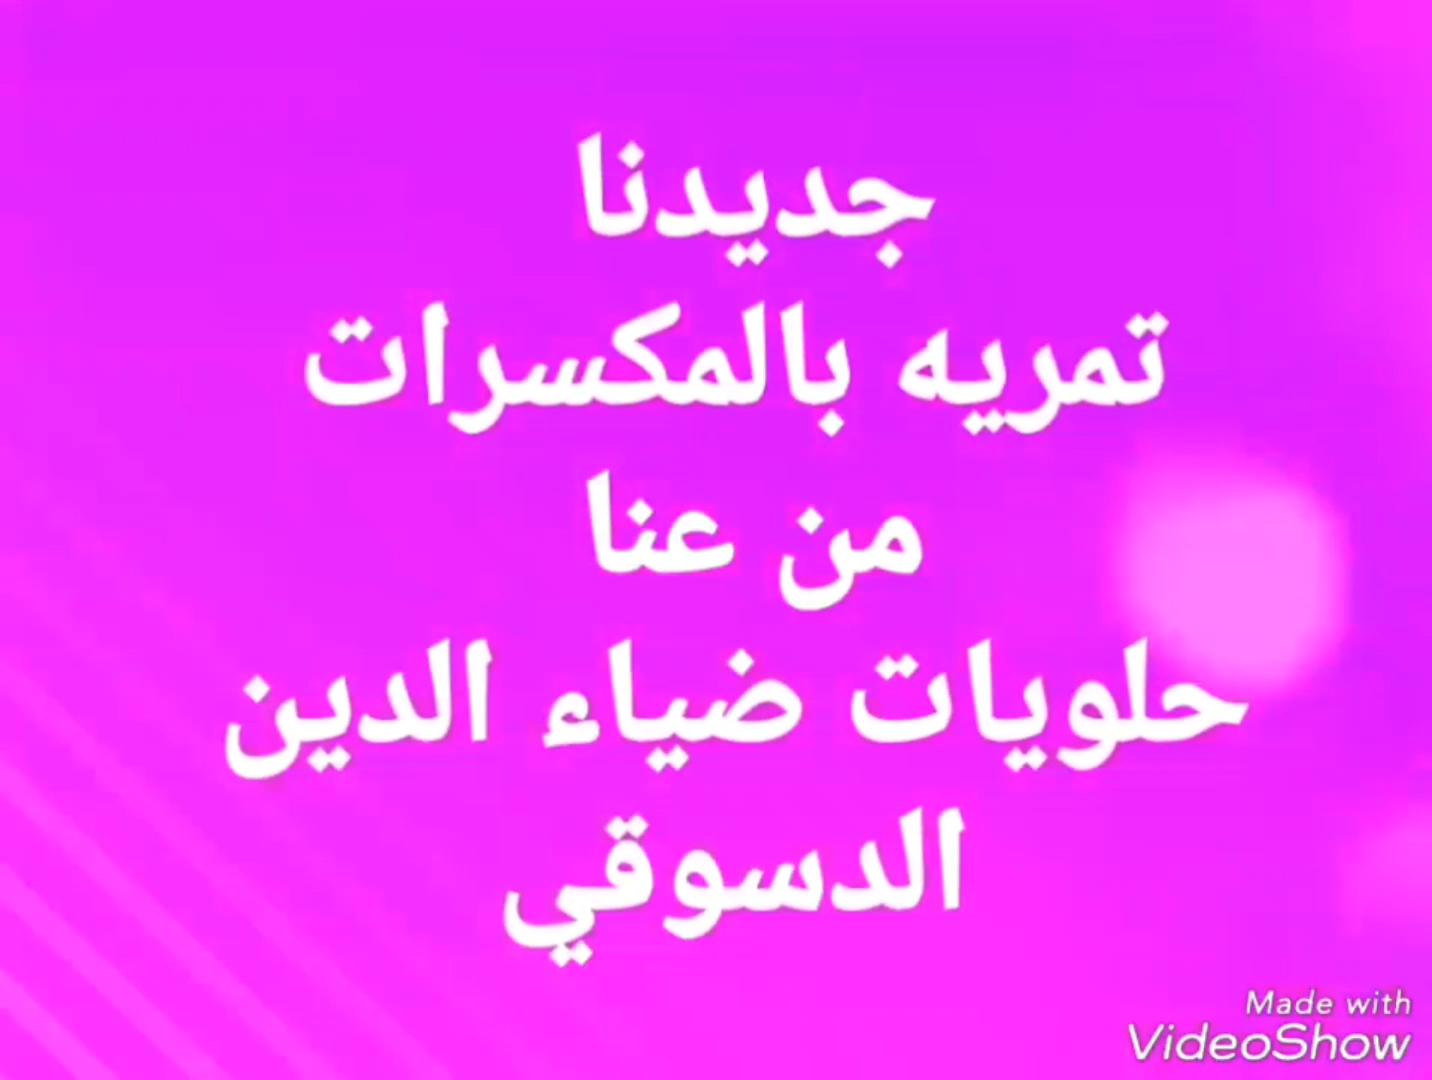 جديدنا
تمريه بالمكسرات
من عنا
حلويات ضياء الدين
الدسوقي
Made with
VideoShow